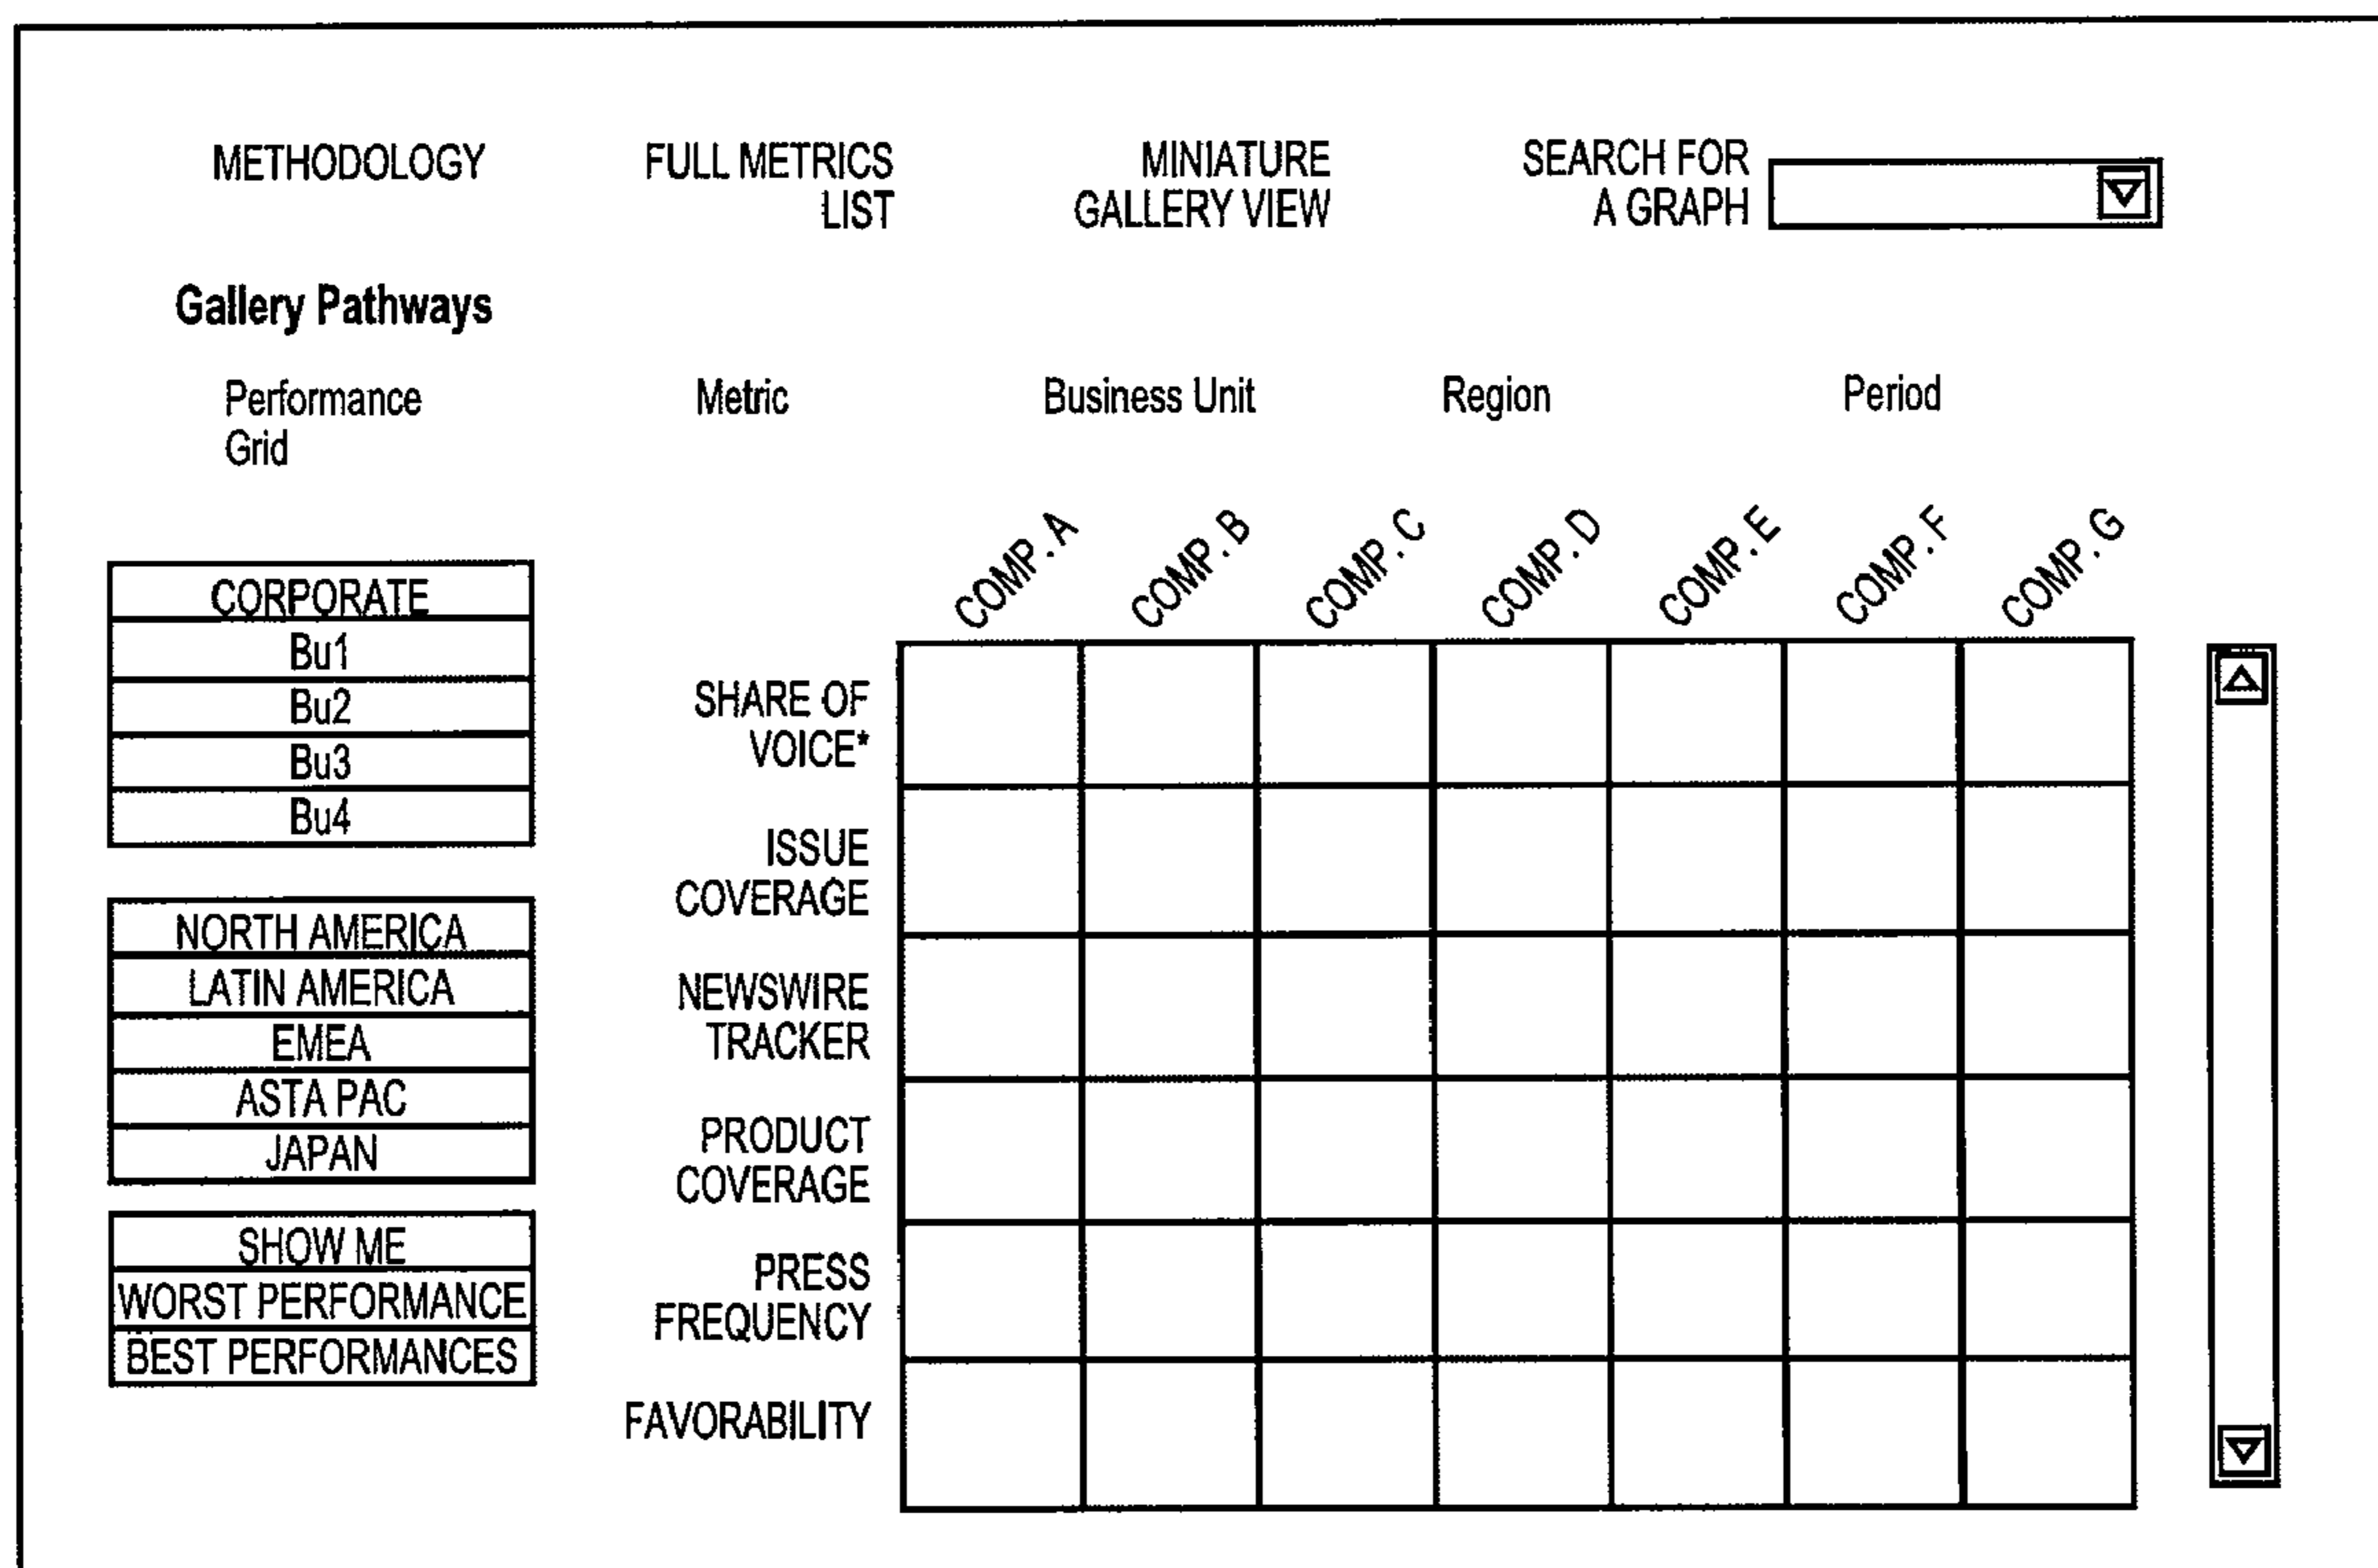 METHODOLOGY
FULL METRICS
LIST
MINIATURE
GALLERY VIEW
SEARCH FOR
A GRAPH
Gallery Pathways
Performance
Grid
Metric
Business Unit
Region
Period
CORPORATE
Bu1
Bu2
Bu3
Bu4
NORTH AMERICA
LATIN AMERICA
EMEA
ASTA PAC
JAPAN
SHOW ME
WORST PERFORMANCE
BEST PERFORMANCES
COMP. A
COMP. B
COMP. C
COMP. D
COMP. E
COMP. F
COMP. G
SHARE OF
VOICE*
ISSUE
COVERAGE
NEWSWIRE
TRACKER
PRODUCT
COVERAGE
PRESS
FREQUENCY
FAVORABILITY